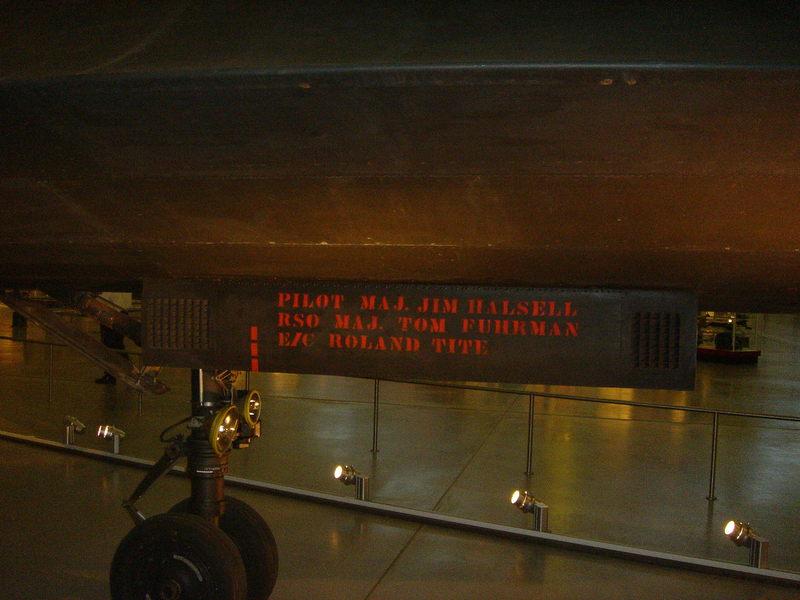 PILOT MAJ. JIM HALSELL
RSO MAJ. TOM FUHRMAN
E/C ROLAND TITE